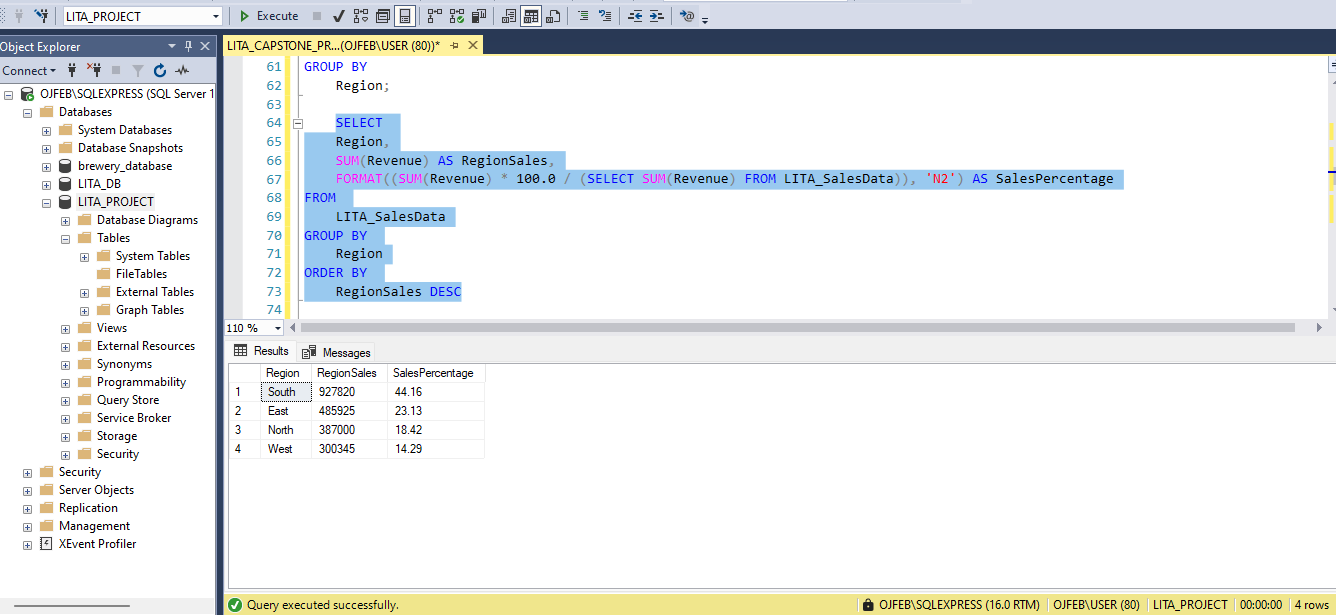 LITA_PROJECT
Execute
Object Explorer
Connect
OJFEB\SQLEXPRESS (SQL Server 1
Databases
System Databases
Database Snapshots
brewery_database
LITA_DB
LITA_PROJECT
Database Diagrams
Tables
System Tables
FileTables
External Tables
Graph Tables
Views
External Resources
Synonyms
Programmability
Query Store
Service Broker
Storage
Security
Security
Server Objects
Replication
Management
XEvent Profiler
LITA_CAPSTONE_PR...(OJFEB\USER (80))*
61 GROUP BY
62 Region;
63
64 SELECT
65 Region,
66 SUM(Revenue) AS RegionSales,
67 FORMAT((SUM(Revenue) * 100.0 / (SELECT SUM(Revenue) FROM LITA_SalesData)), 'N2') AS SalesPercentage
68 FROM
69 LITA_SalesData
70 GROUP BY
71 Region
72 ORDER BY
73 RegionSales DESC
74
110 %
Results Messages
Region RegionSales SalesPercentage
1 South 927820 44.16
2 East 485925 23.13
3 North 387000 18.42
4 West 300345 14.29
Query executed successfully. OJFEB\SQLEXPRESS (16.0 RTM) OJFEB\USER (80) LITA_PROJECT 00:00:00 4 rows